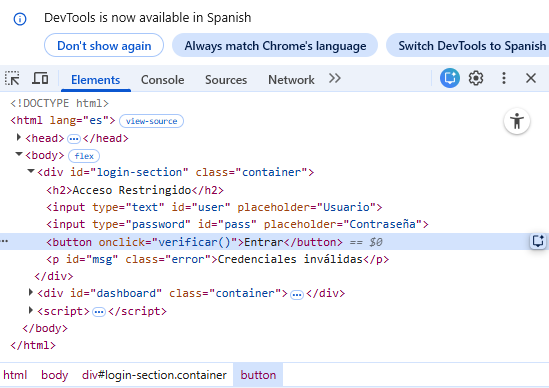 DevTools is now available in Spanish
Don't show again Always match Chrome's language Switch DevTools to Spanish
Elements Console Sources Network
<!DOCTYPE html>
<html lang="es"> view-source
<head> ... </head>
<body> flex
<div id="login-section" class="container">
<h2>Acceso Restringido</h2>
<input type="text" id="user" placeholder="Usuario">
<input type="password" id="pass" placeholder="Contraseña">
... <button onclick="verificar()">Entrar</button> == $0
<p id="msg" class="error">Credenciales inválidas</p>
</div>
<div id="dashboard" class="container"> ... </div>
<script> ... </script>
</body>
</html>
html body div#login-section.container button